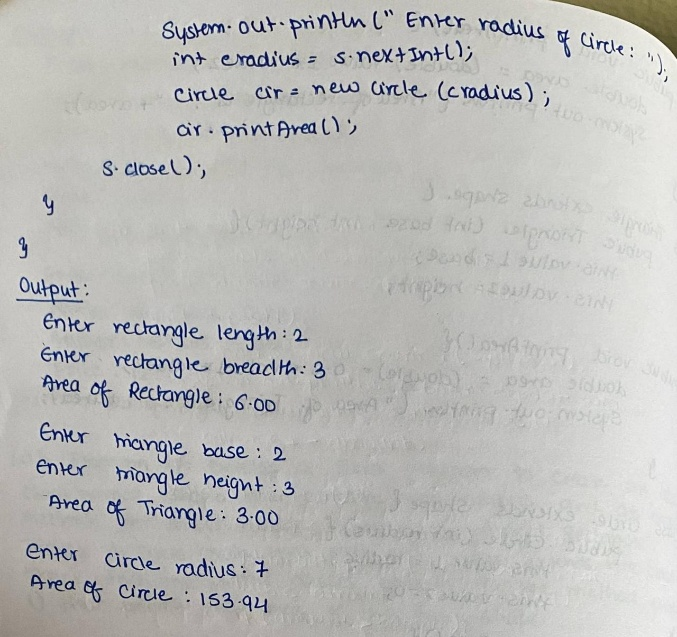 System.out.println (" Enter radius of Circle: ");
int cradius = s.nextInt();
Circle cir = new Circle (cradius);
cir.printArea();
s.close();
}
}
Output:
Enter rectangle length: 2
Enter rectangle breadth: 3
Area of Rectangle: 6.00
Enter triangle base: 2
Enter triangle height: 3
Area of Triangle: 3.00
Enter circle radius: 7
Area of Circle: 153.94